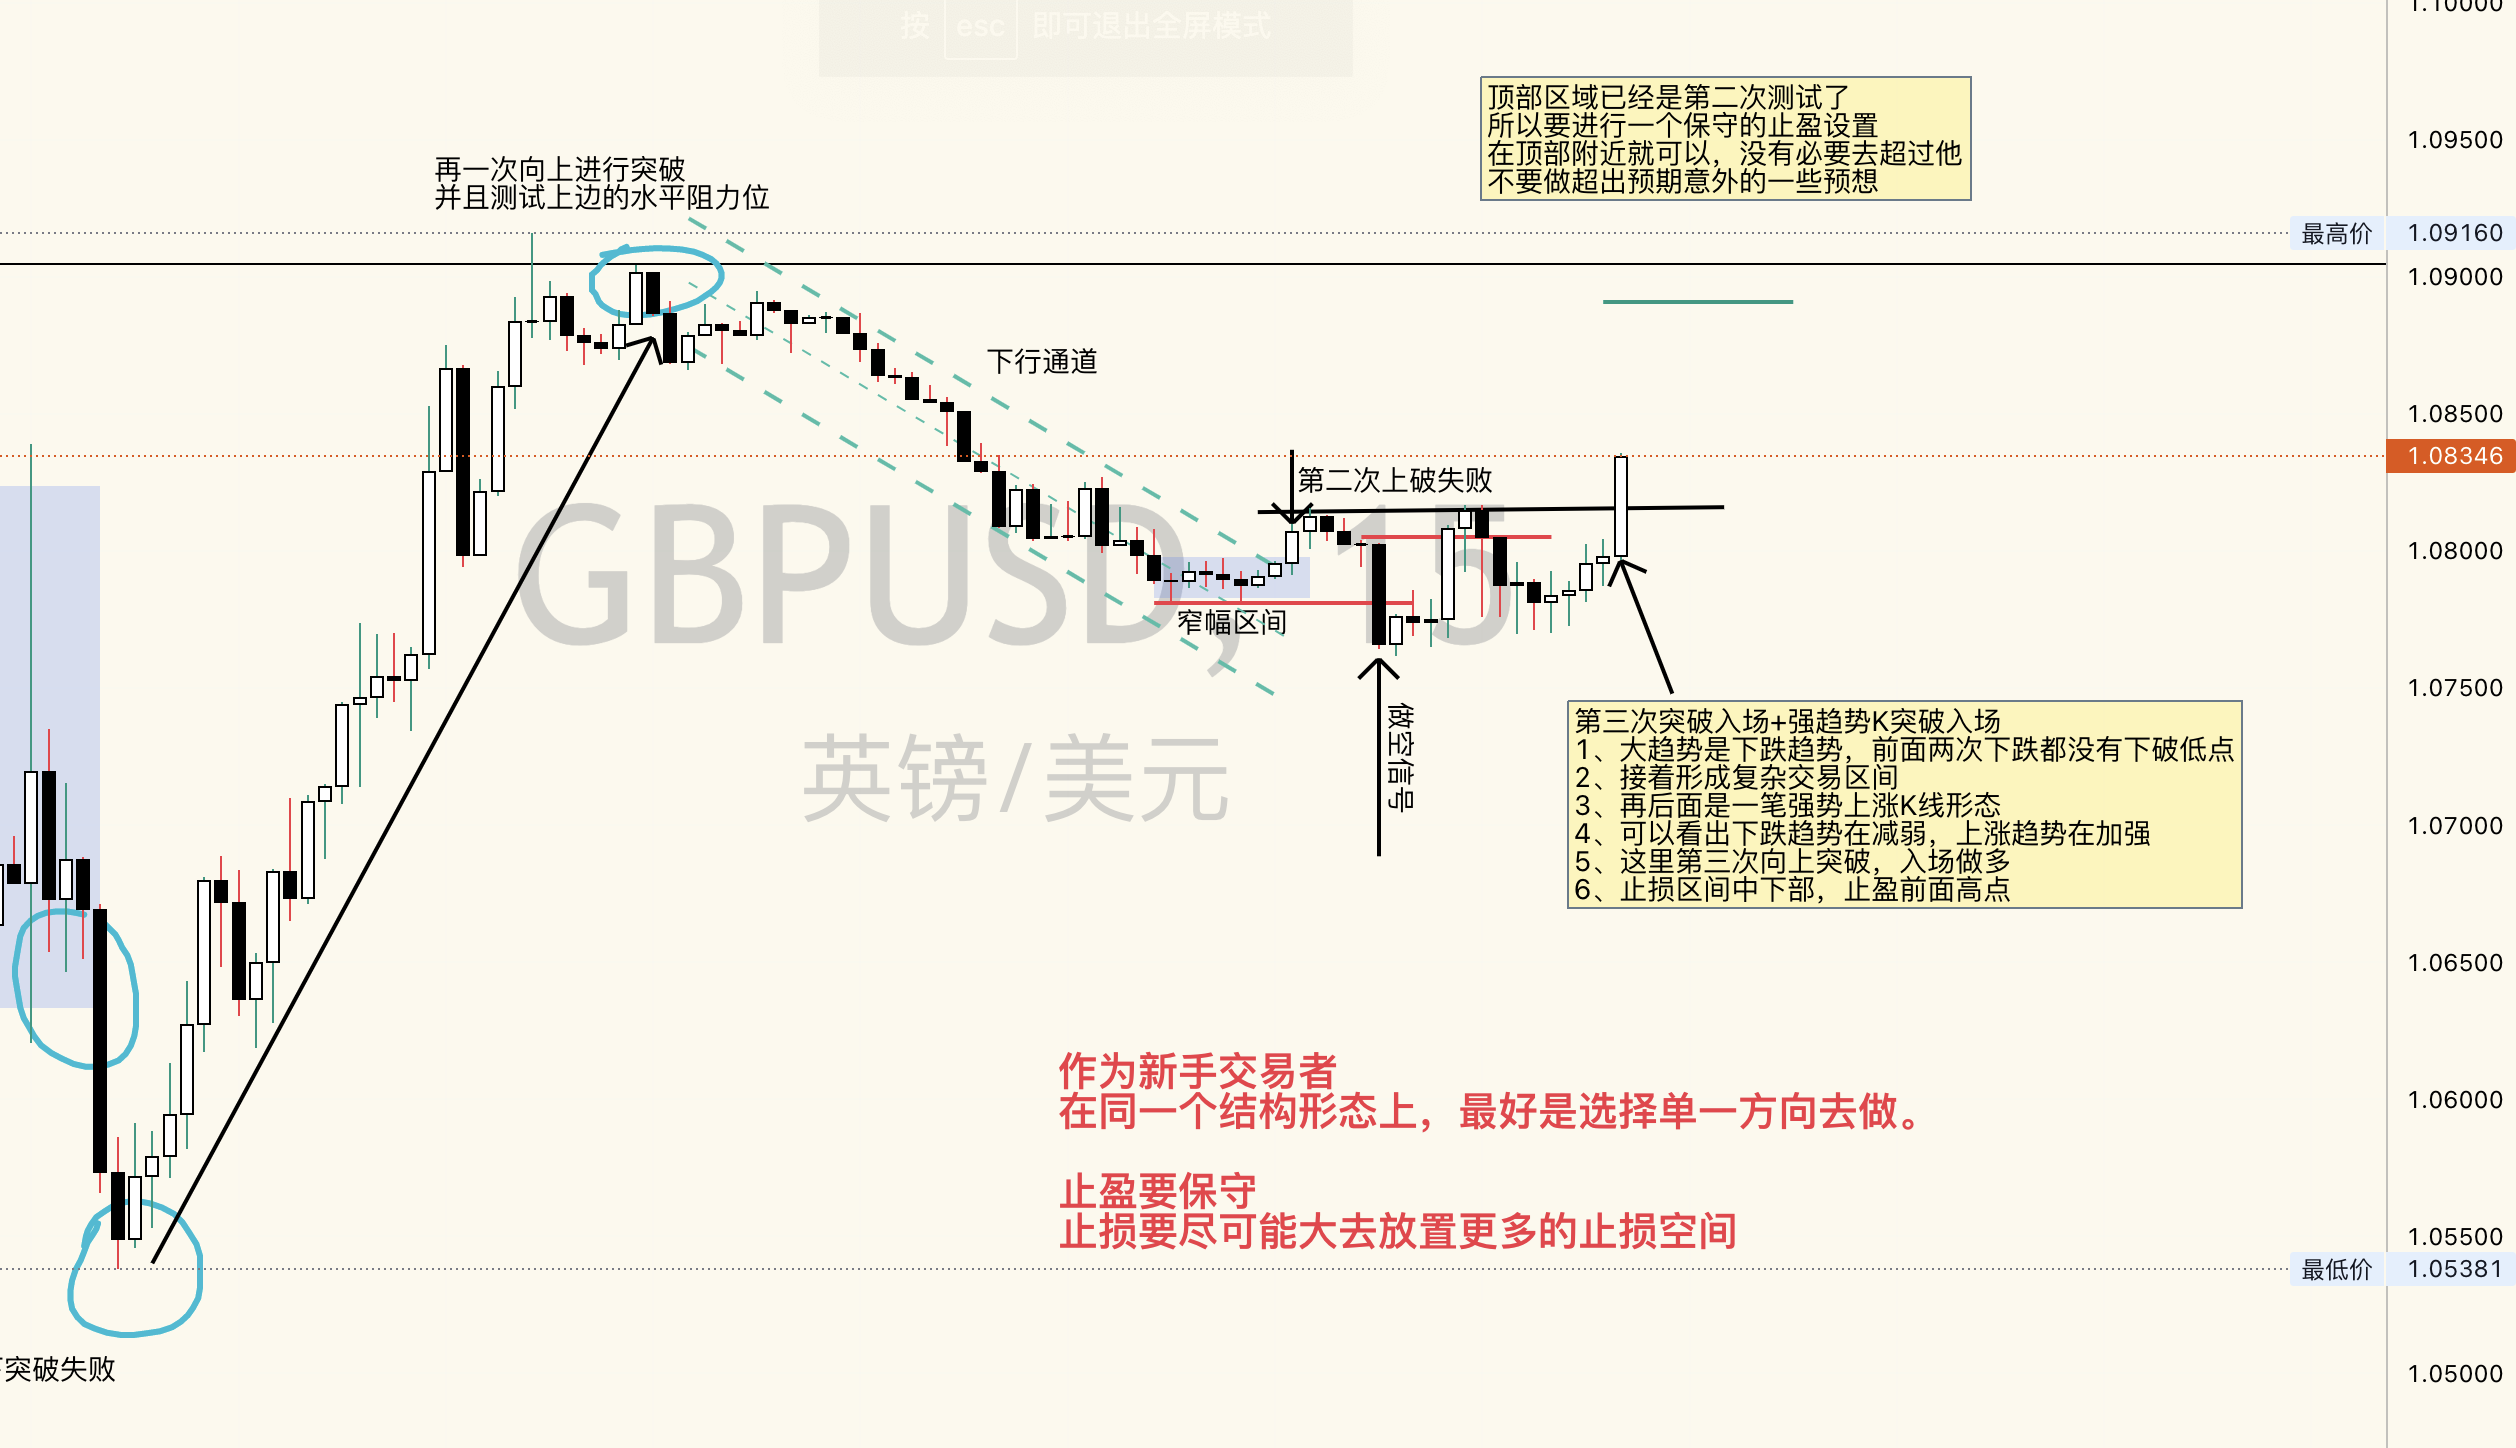 按 esc 即可退出全屏模式
1.10000
顶部区域已经是第二次测试了
所以要进行一个保守的止盈设置
在顶部附近就可以，没有必要去超过他
不要做超出预期意外的一些预想
1.09500
再一次向上进行突破
并且测试上边的水平阻力位
最高价 1.09160
1.09000
下行通道
1.08500
1.08346
第二次上破失败
GBPUSD, 15
1.08000
窄幅区间
英镑/美元
做空信号
1.07500
第三次突破入场+强趋势K突破入场
1、大趋势是下跌趋势，前面两次下跌都没有下破低点
2、接着形成复杂交易区间
3、再后面是一笔强势上涨K线形态
4、可以看出下跌趋势在减弱，上涨趋势在加强
5、这里第三次向上突破，入场做多
6、止损区间中下部，止盈前面高点
1.07000
1.06500
作为新手交易者
在同一个结构形态上，最好是选择单一方向去做。
1.06000
止盈要保守
止损要尽可能大去放置更多的止损空间
1.05500
最低价 1.05381
突破失败
1.05000